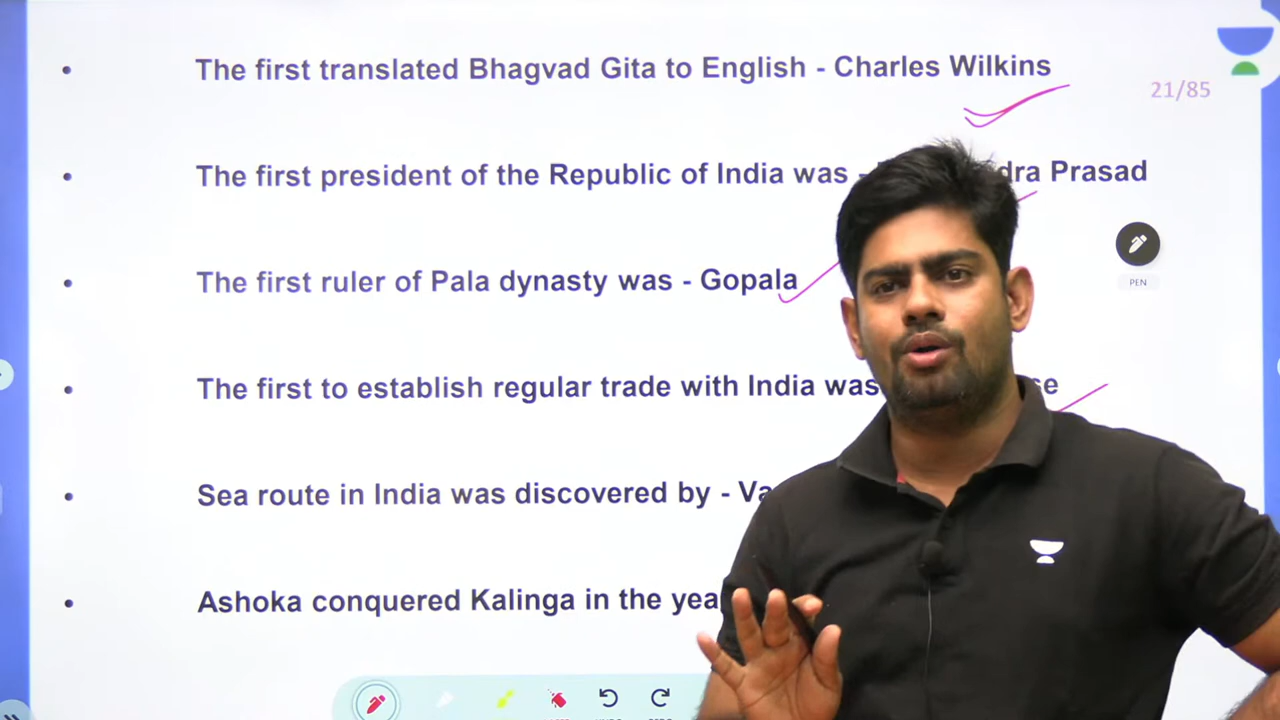 The first translated Bhagvad Gita to English - Charles Wilkins
21/85
The first president of the Republic of India was - dra Prasad
The first ruler of Pala dynasty was - Gopala
PEN
The first to establish regular trade with India was se
Sea route in India was discovered by - Va
Ashoka conquered Kalinga in the yea